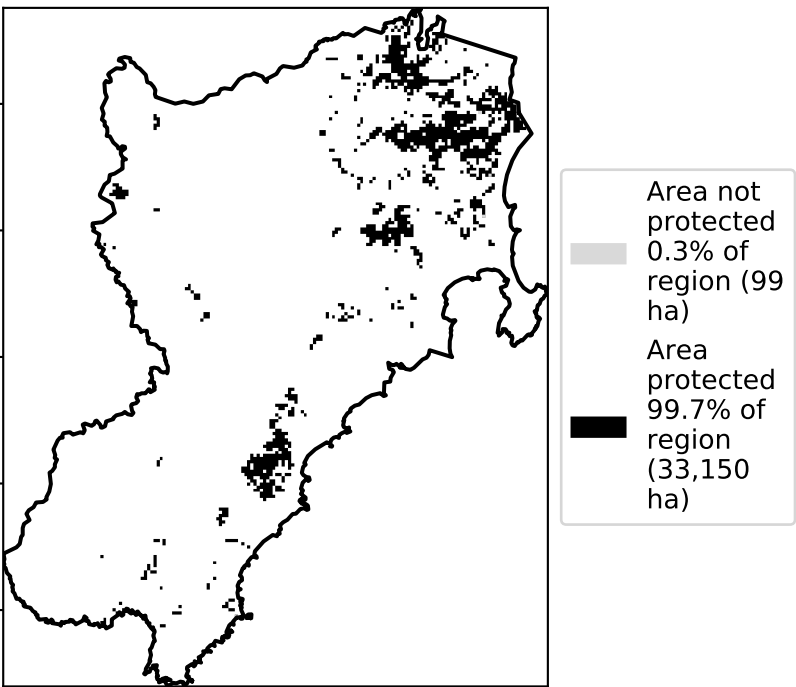 Area not
protected
0.3% of
region (99
ha)
Area
protected
99.7% of
region
(33,150
ha)